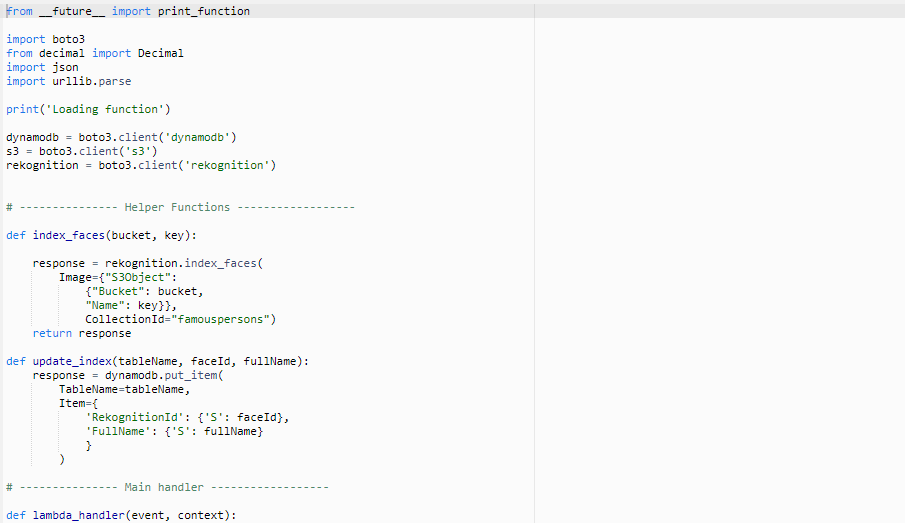 from __future__ import print_function
import boto3
from decimal import Decimal
import json
import urllib.parse
print('Loading function')
dynamodb = boto3.client('dynamodb')
s3 = boto3.client('s3')
rekognition = boto3.client('rekognition')
# --------------- Helper Functions ------------------
def index_faces(bucket, key):
    response = rekognition.index_faces(
        Image={"S3Object":
            {"Bucket": bucket,
            "Name": key}},
            CollectionId="famouspersons")
    return response
def update_index(tableName, faceId, fullName):
    response = dynamodb.put_item(
        TableName=tableName,
        Item={
            'RekognitionId': {'S': faceId},
            'FullName': {'S': fullName}
            }
        )
# --------------- Main handler ------------------
def lambda_handler(event, context):